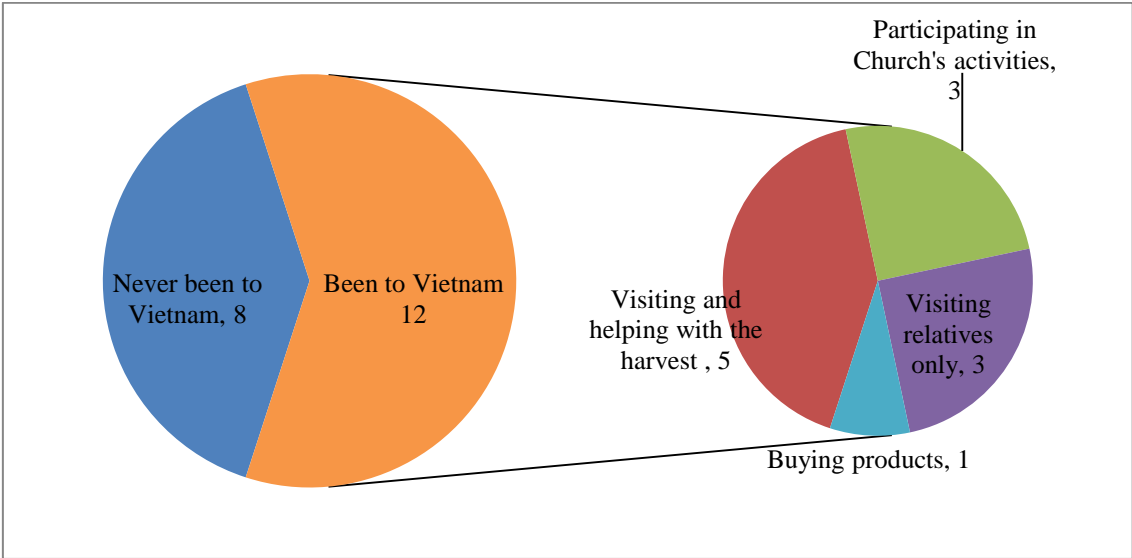 Participating in
Church's activities,
3
Never been to
Vietnam, 8
Been to Vietnam
12
Visiting and
helping with the
harvest , 5
Visiting
relatives
only, 3
Buying products, 1